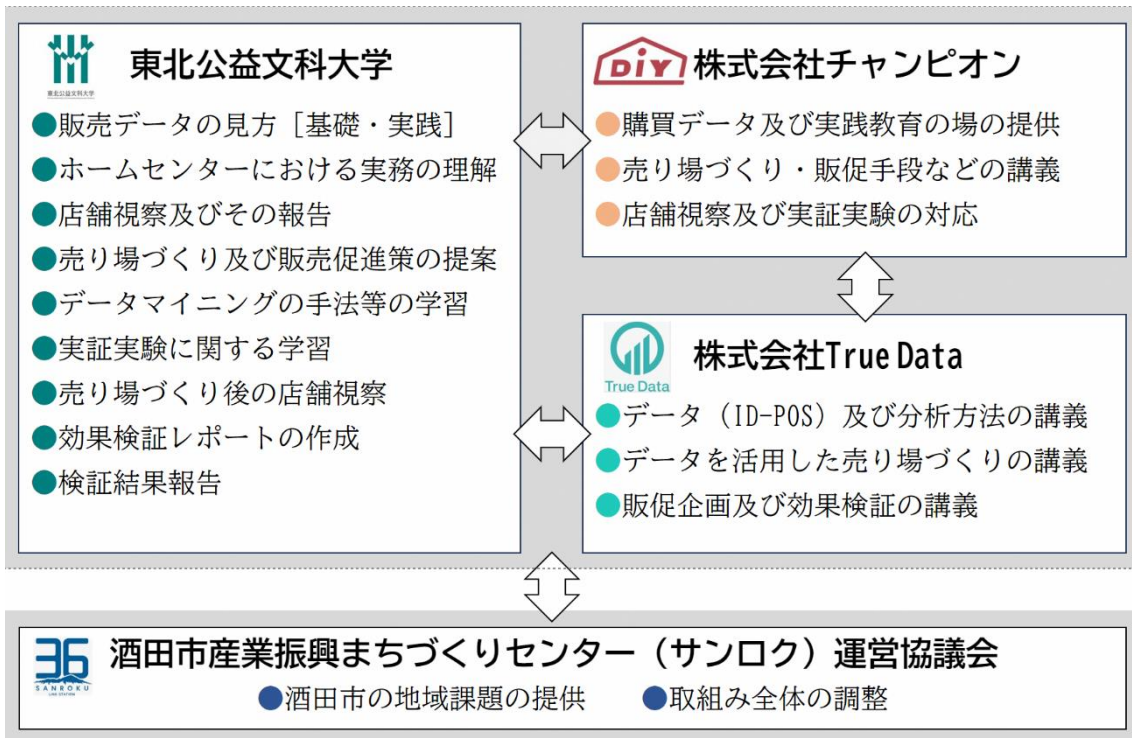 東北公益文科大学
東北公益文科大学
●販売データの見方［基礎・実践］
●ホームセンターにおける実務の理解
●店舗視察及びその報告
●売り場づくり及び販売促進策の提案
●データマイニングの手法等の学習
●実証実験に関する学習
●売り場づくり後の店舗視察
●効果検証レポートの作成
●検証結果報告
DiY 株式会社チャンピオン
●購買データ及び実践教育の場の提供
●売り場づくり・販促手段などの講義
●店舗視察及び実証実験の対応
True Data
株式会社True Data
●データ（ID-POS）及び分析方法の講義
●データを活用した売り場づくりの講義
●販促企画及び効果検証の講義
36
SANROKU
酒田市産業振興まちづくりセンター（サンロク）運営協議会
●酒田市の地域課題の提供 ●取組み全体の調整